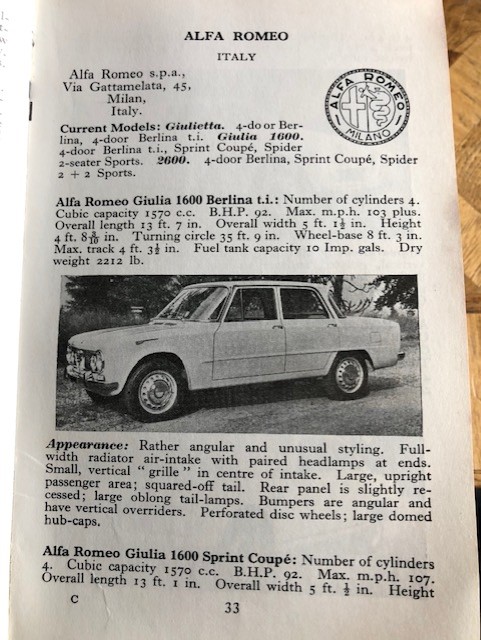 ALFA ROMEO
ITALY
Alfa Romeo s.p.a.,
Via Gattamelata, 45,
Milan,
Italy.
ALFA ROMEO
MILANO
Current Models: Giulietta. 4-do or Ber-
lina, 4-door Berlina t.i. Giulia 1600.
4-door Berlina t.i., Sprint Coupé, Spider
2-seater Sports. 2600. 4-door Berlina, Sprint Coupé, Spider
2 + 2 Sports.
Alfa Romeo Giulia 1600 Berlina t.i.: Number of cylinders 4.
Cubic capacity 1570 c.c. B.H.P. 92. Max. m.p.h. 103 plus.
Overall length 13 ft. 7 in. Overall width 5 ft. 1½ in. Height
4 ft. 8 8/10 in. Turning circle 35 ft. 9 in. Wheel-base 8 ft. 3 in.
Max. track 4 ft. 3½ in. Fuel tank capacity 10 Imp. gals. Dry
weight 2212 lb.
Appearance: Rather angular and unusual styling. Full-
width radiator air-intake with paired headlamps at ends.
Small, vertical “ grille ” in centre of intake. Large, upright
passenger area; squared-off tail. Rear panel is slightly re-
cessed; large oblong tail-lamps. Bumpers are angular and
have vertical overriders. Perforated disc wheels; large domed
hub-caps.
Alfa Romeo Giulia 1600 Sprint Coupé: Number of cylinders
4. Cubic capacity 1570 c.c. B.H.P. 92. Max. m.p.h. 107.
Overall length 13 ft. 1 in. Overall width 5 ft. ½ in. Height
C
33